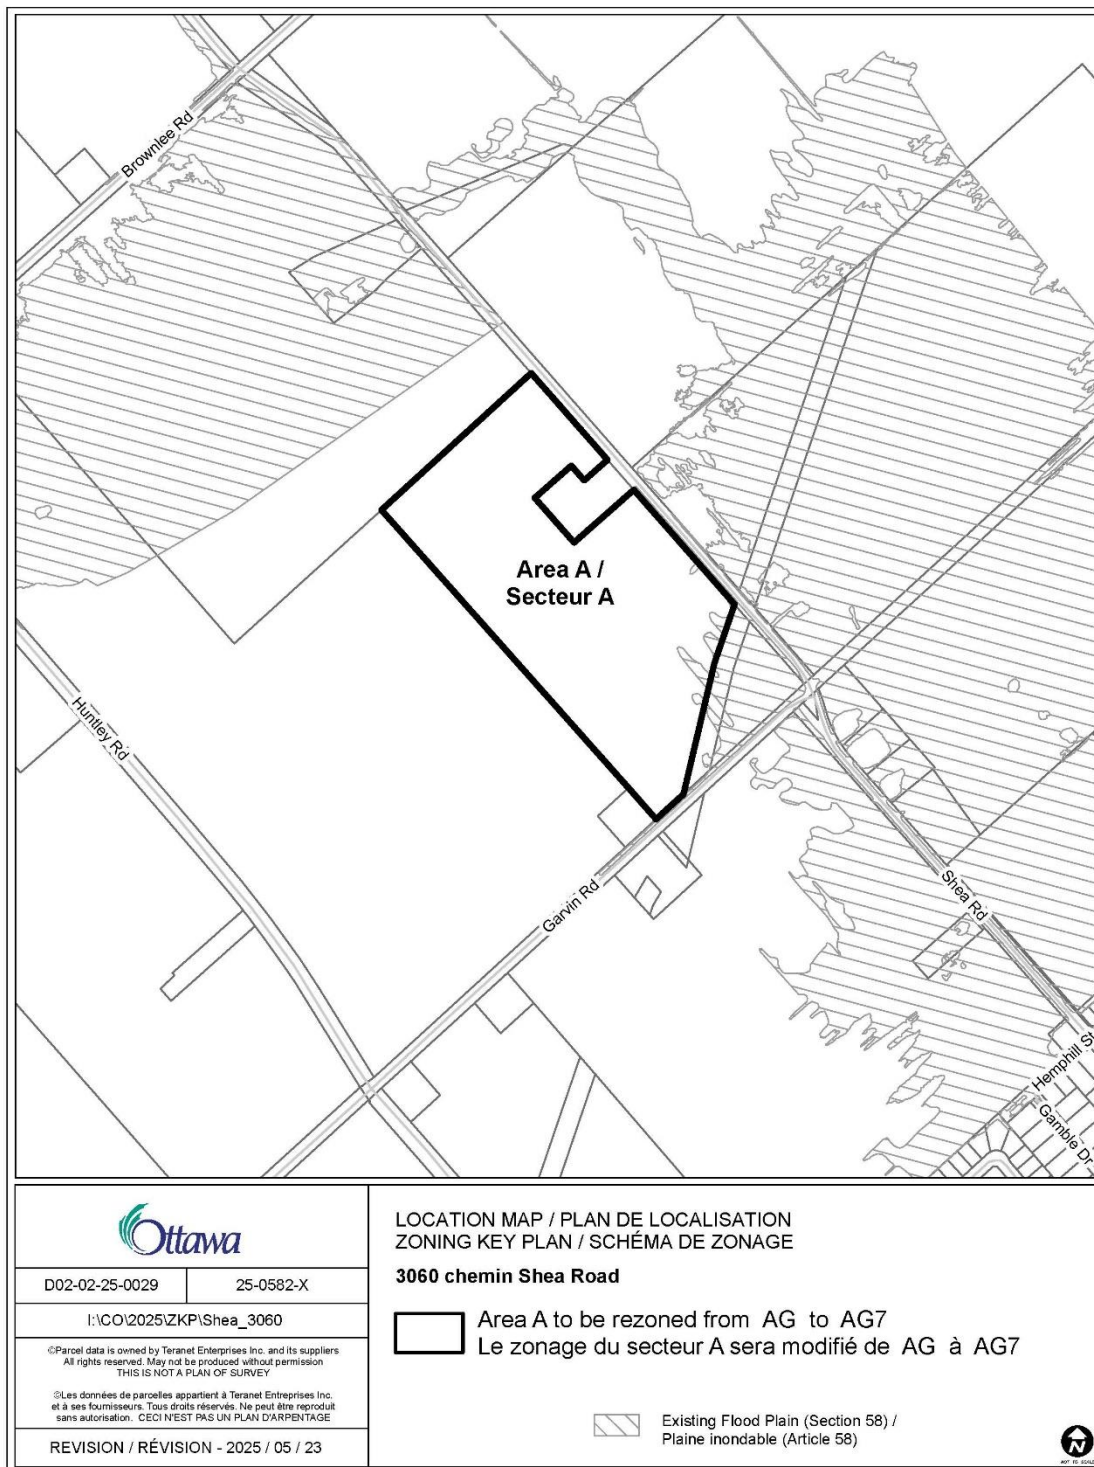 Brownlee Rd
Area A /
Secteur A
Huntley Rd
Garvin Rd
Shea Rd
Hemphill St
Gamble Dr
Ottawa
D02-02-25-0029
25-0582-X
I:\CO\2025\ZKP\Shea_3060
©Parcel data is owned by Teranet Enterprises Inc. and its suppliers
All rights reserved. May not be produced without permission
THIS IS NOT A PLAN OF SURVEY
©Les données de parcelles appartient à Teranet Entreprises Inc.
et à ses fournisseurs. Tous droits réservés. Ne peut être reproduit
sans autorisation. CECI N'EST PAS UN PLAN D'ARPENTAGE
REVISION / RÉVISION - 2025 / 05 / 23
LOCATION MAP / PLAN DE LOCALISATION
ZONING KEY PLAN / SCHÉMA DE ZONAGE
3060 chemin Shea Road
Area A to be rezoned from AG to AG7
Le zonage du secteur A sera modifié de AG à AG7
Existing Flood Plain (Section 58) /
Plaine inondable (Article 58)
N
NOT TO SCALE